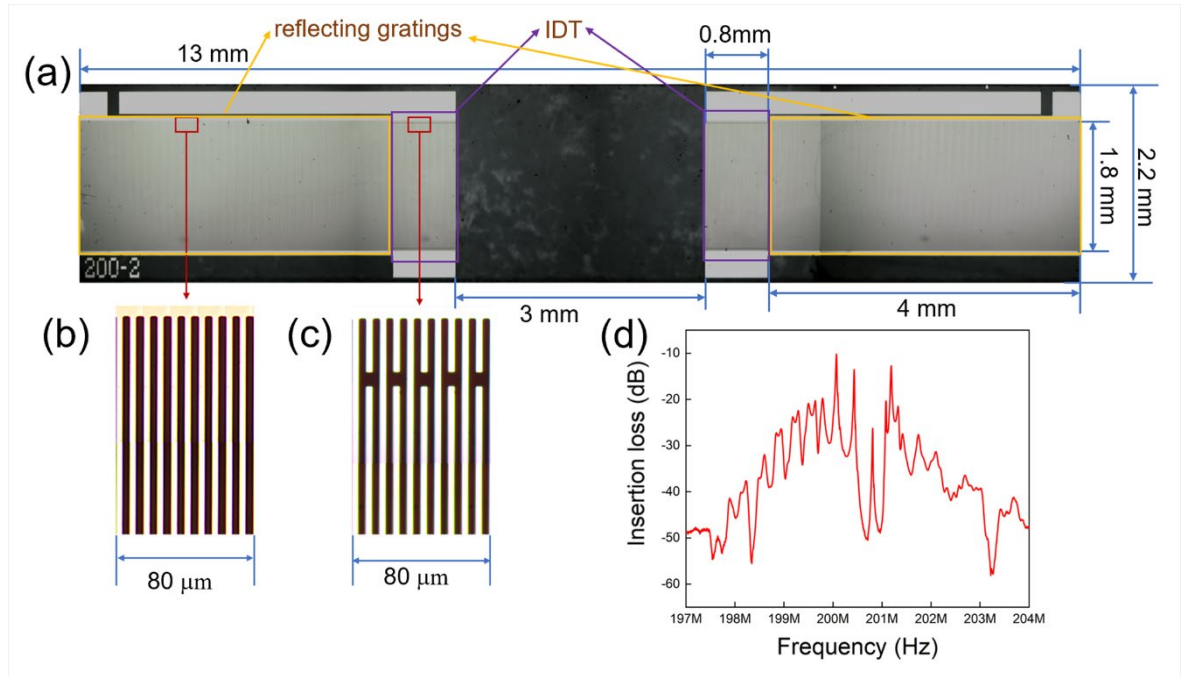 reflecting gratings
IDT
0.8mm
13 mm
(a)
1.8 mm
2.2 mm
200-2
3 mm
4 mm
(b)
(c)
(d)
80 μm
80 μm
Insertion loss (dB)
-10
-20
-30
-40
-50
-60
197M 198M 199M 200M 201M 202M 203M 204M
Frequency (Hz)